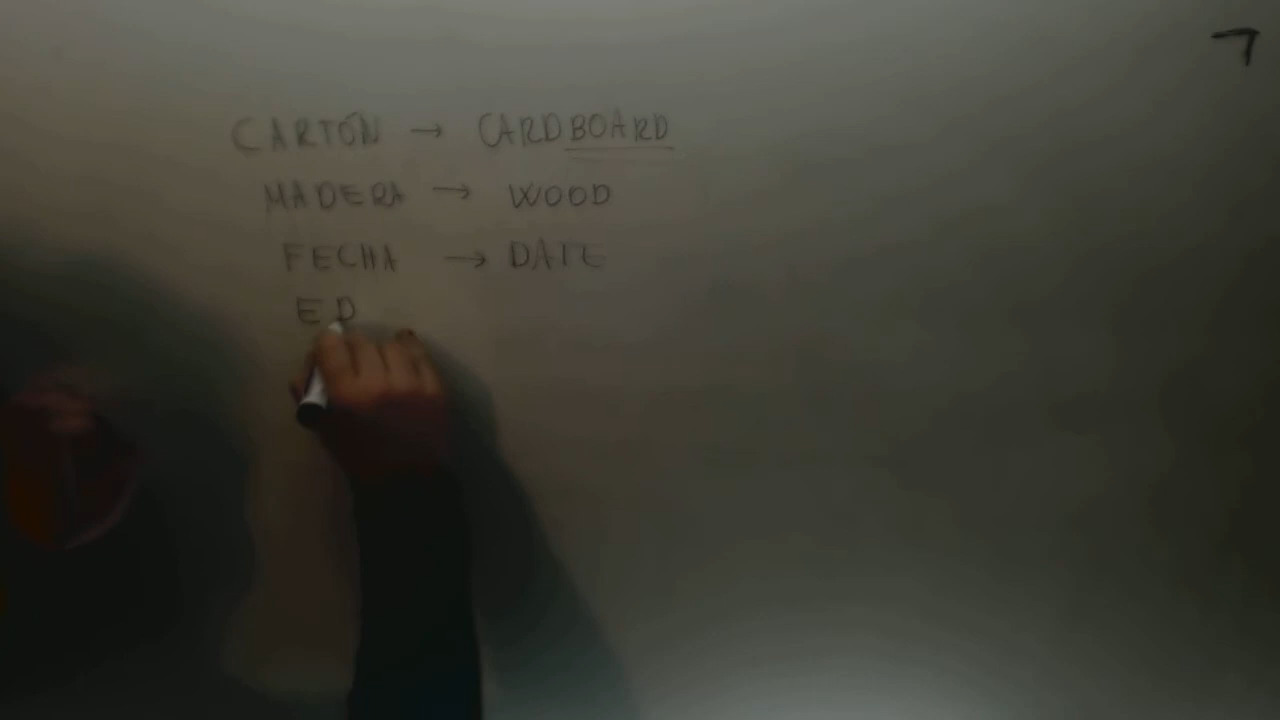 CARTÓN → CARDBOARD
MADERA → WOOD
FECHA → DATE
ED